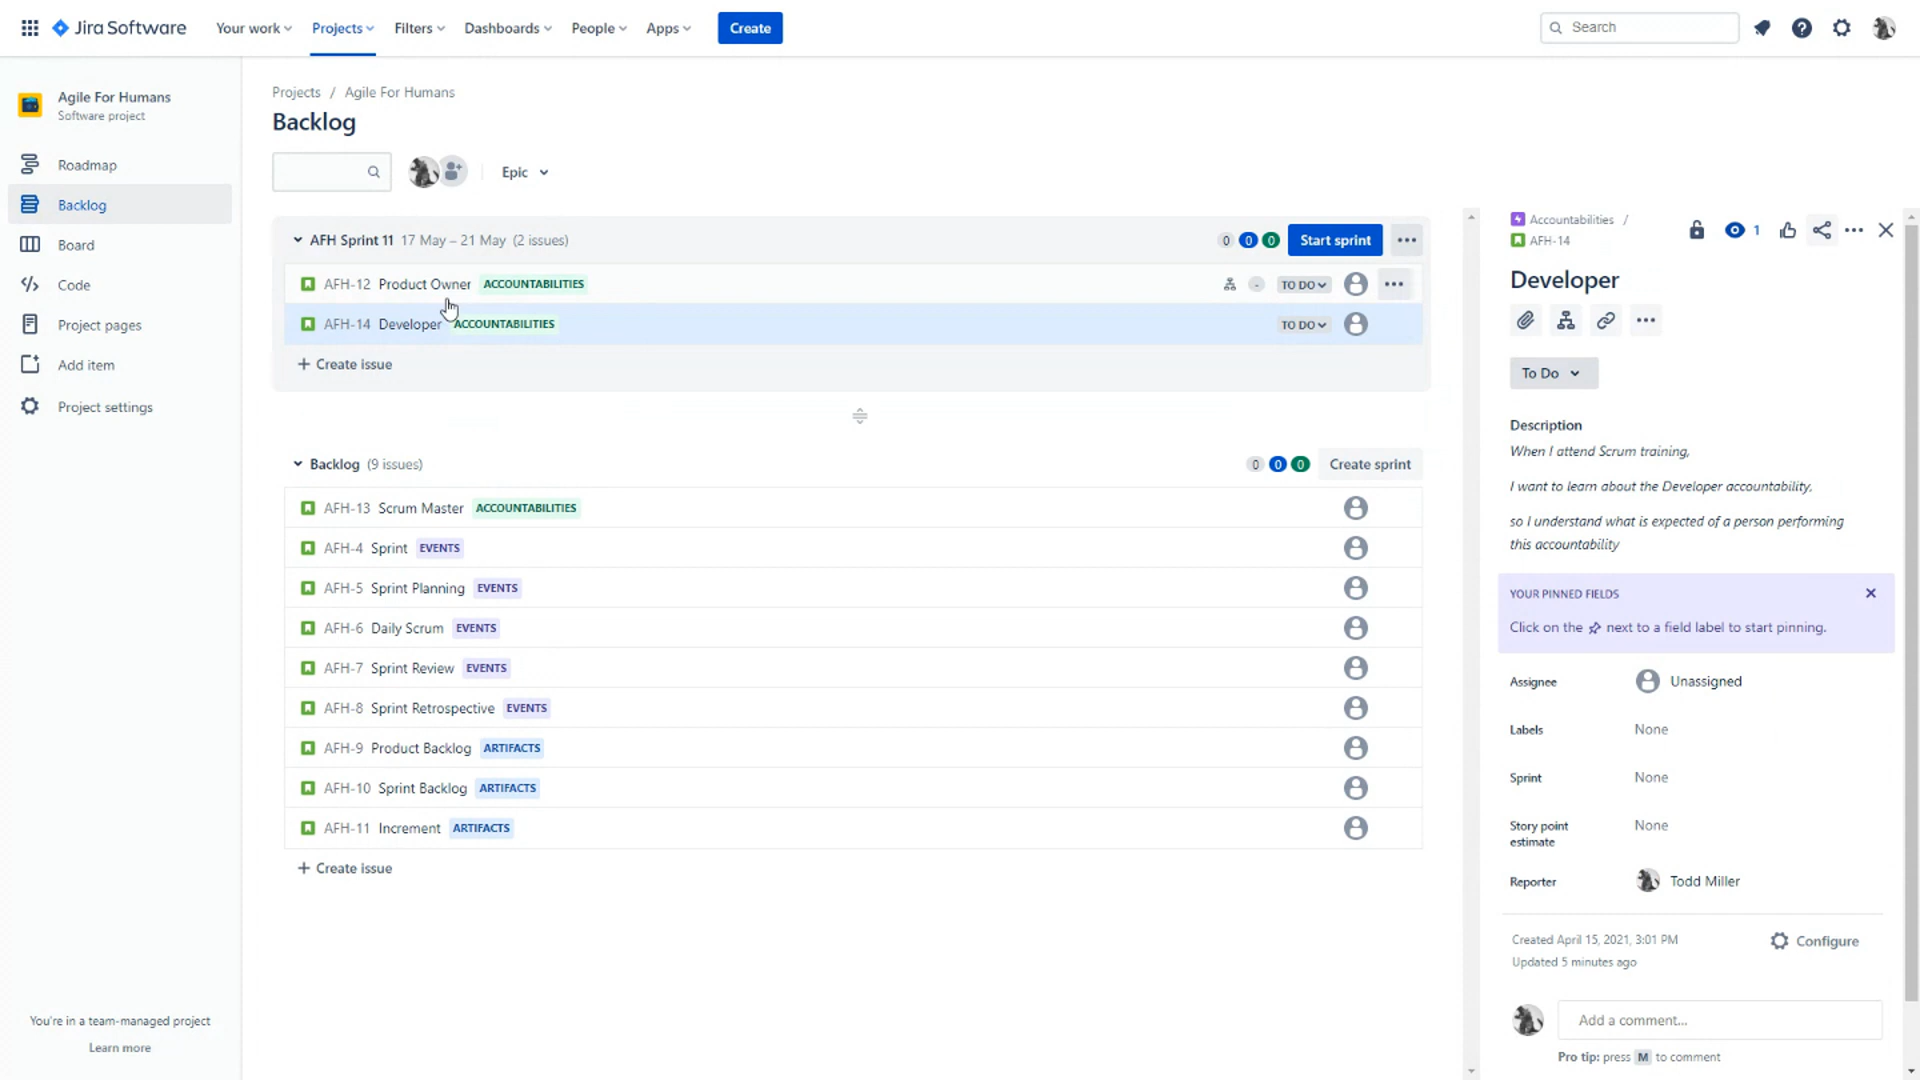 Jira Software
Your work
Projects
Filters
Dashboards
People
Apps
Create
Search
Agile For Humans
Software project
Roadmap
Backlog
Board
Code
Project pages
Add item
Project settings
You're in a team-managed project
Learn more
Projects / Agile For Humans
Backlog
Epic
AFH Sprint 11 17 May – 21 May (2 issues)
0 0 0 Start sprint
AFH-12 Product Owner ACCOUNTABILITIES - TO DO
AFH-14 Developer ACCOUNTABILITIES TO DO
+ Create issue
Backlog (9 issues) 0 0 0 Create sprint
AFH-13 Scrum Master ACCOUNTABILITIES
AFH-4 Sprint EVENTS
AFH-5 Sprint Planning EVENTS
AFH-6 Daily Scrum EVENTS
AFH-7 Sprint Review EVENTS
AFH-8 Sprint Retrospective EVENTS
AFH-9 Product Backlog ARTIFACTS
AFH-10 Sprint Backlog ARTIFACTS
AFH-11 Increment ARTIFACTS
+ Create issue
Accountabilities /
AFH-14
1
Developer
To Do
Description
When I attend Scrum training,
I want to learn about the Developer accountability,
so I understand what is expected of a person performing
this accountability
YOUR PINNED FIELDS
Click on the next to a field label to start pinning.
Assignee Unassigned
Labels None
Sprint None
Story point
estimate None
Reporter Todd Miller
Created April 15, 2021, 3:01 PM
Updated 5 minutes ago
Configure
Add a comment...
Pro tip: press M to comment